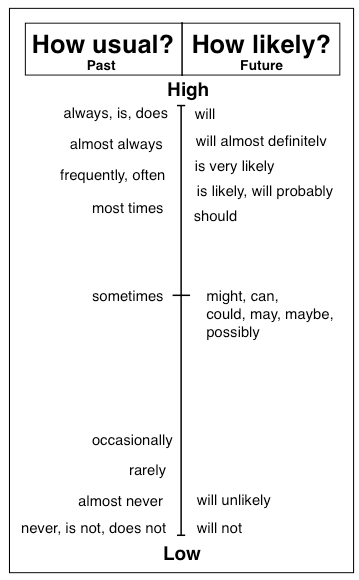 How usual? How likely?
Past Future
High
always, is, does will
almost always will almost definitelv
frequently, often is very likely
is likely, will probably
most times should
sometimes might, can,
could, may, maybe,
possibly
occasionally
rarely
almost never will unlikely
never, is not, does not will not
Low